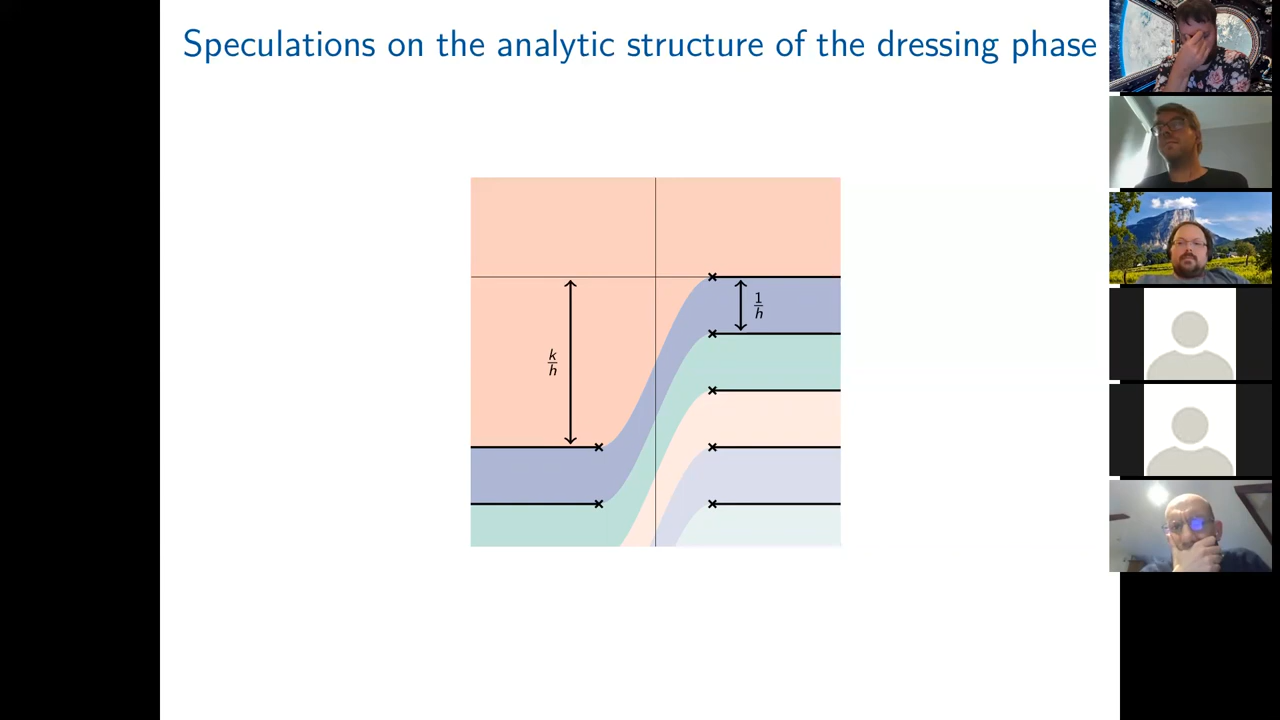 Speculations on the analytic structure of the dressing phase
1
h
k
h